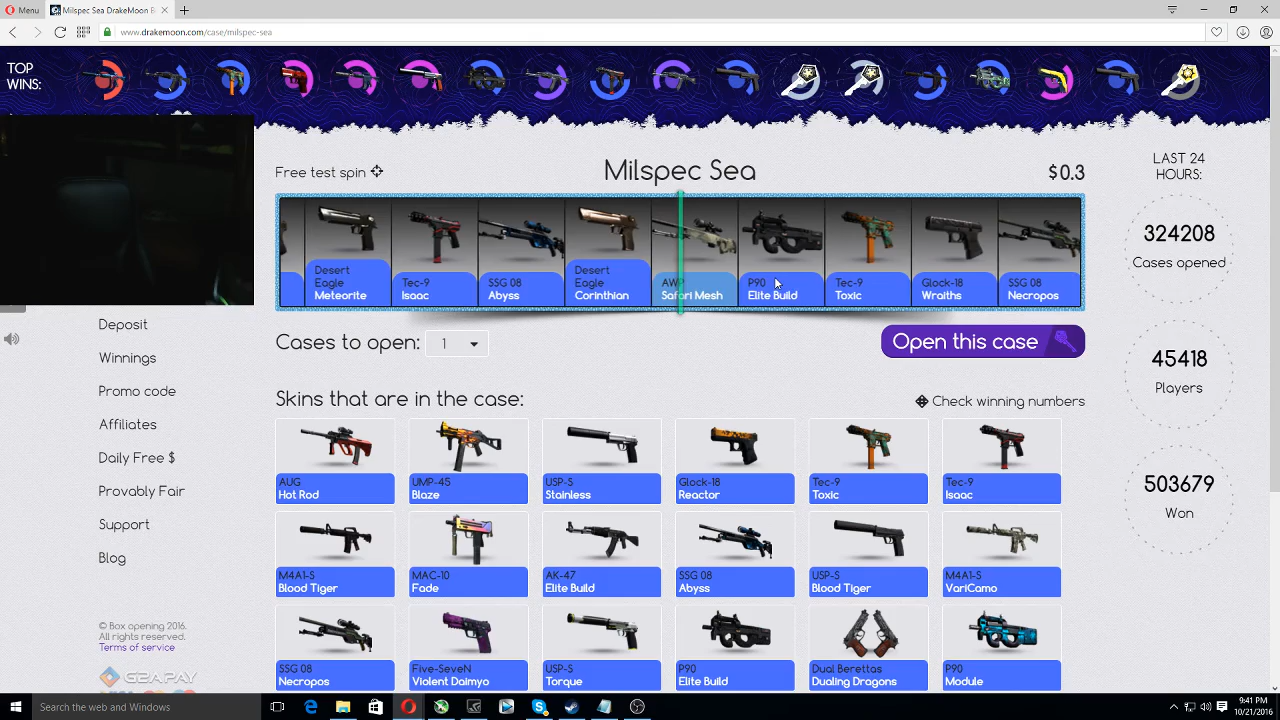 Menu
Milspec Sea DrakeMoon B
www.drakemoon.com/case/milspec-sea
TOP
WINS:
Free test spin
Milspec Sea
$0.3
Desert
Eagle
Meteorite
Tec-9
Isaac
SSG 08
Abyss
Desert
Eagle
Corinthian
AWP
Safari Mesh
P90
Elite Build
Tec-9
Toxic
Glock-18
Wraiths
SSG 08
Necropos
Cases to open:
1
Open this case
Skins that are in the case:
Check winning numbers
AUG
Hot Rod
UMP-45
Blaze
USP-S
Stainless
Glock-18
Reactor
Tec-9
Toxic
Tec-9
Isaac
M4A1-S
Blood Tiger
MAC-10
Fade
AK-47
Elite Build
SSG 08
Abyss
USP-S
Blood Tiger
M4A1-S
VariCamo
SSG 08
Necropos
Five-SeveN
Violent Daimyo
USP-S
Torque
P90
Elite Build
Dual Berettas
Dualing Dragons
P90
Module
LAST 24
HOURS:
324208
Cases opened
45418
Players
503679
Won
Deposit
Winnings
Promo code
Affiliates
Daily Free $
Provably Fair
Support
Blog
© Box opening 2016.
All rights reserved.
Terms of service
G2A PAY
Search the web and Windows
9:41 PM
10/21/2016